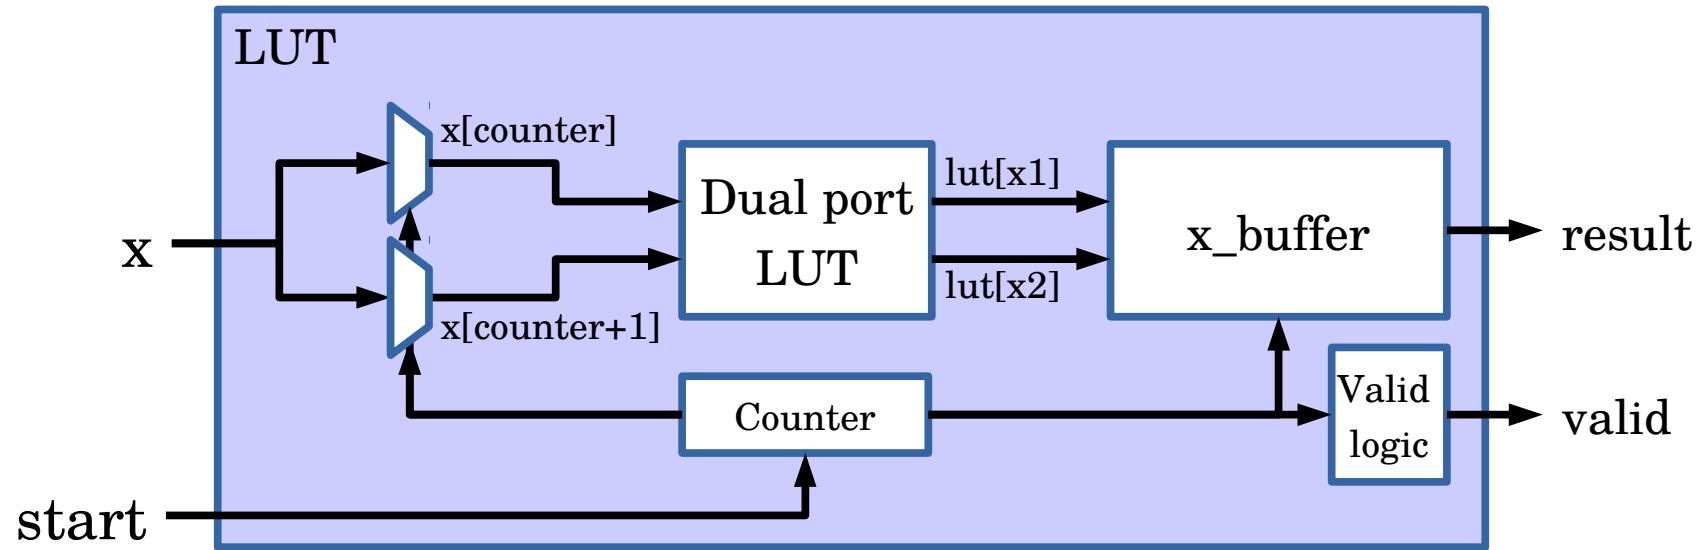 LUT
x[counter]
x
x[counter+1]
Dual port
LUT
lut[x1]
lut[x2]
x_buffer
result
Counter
Valid
logic
valid
start